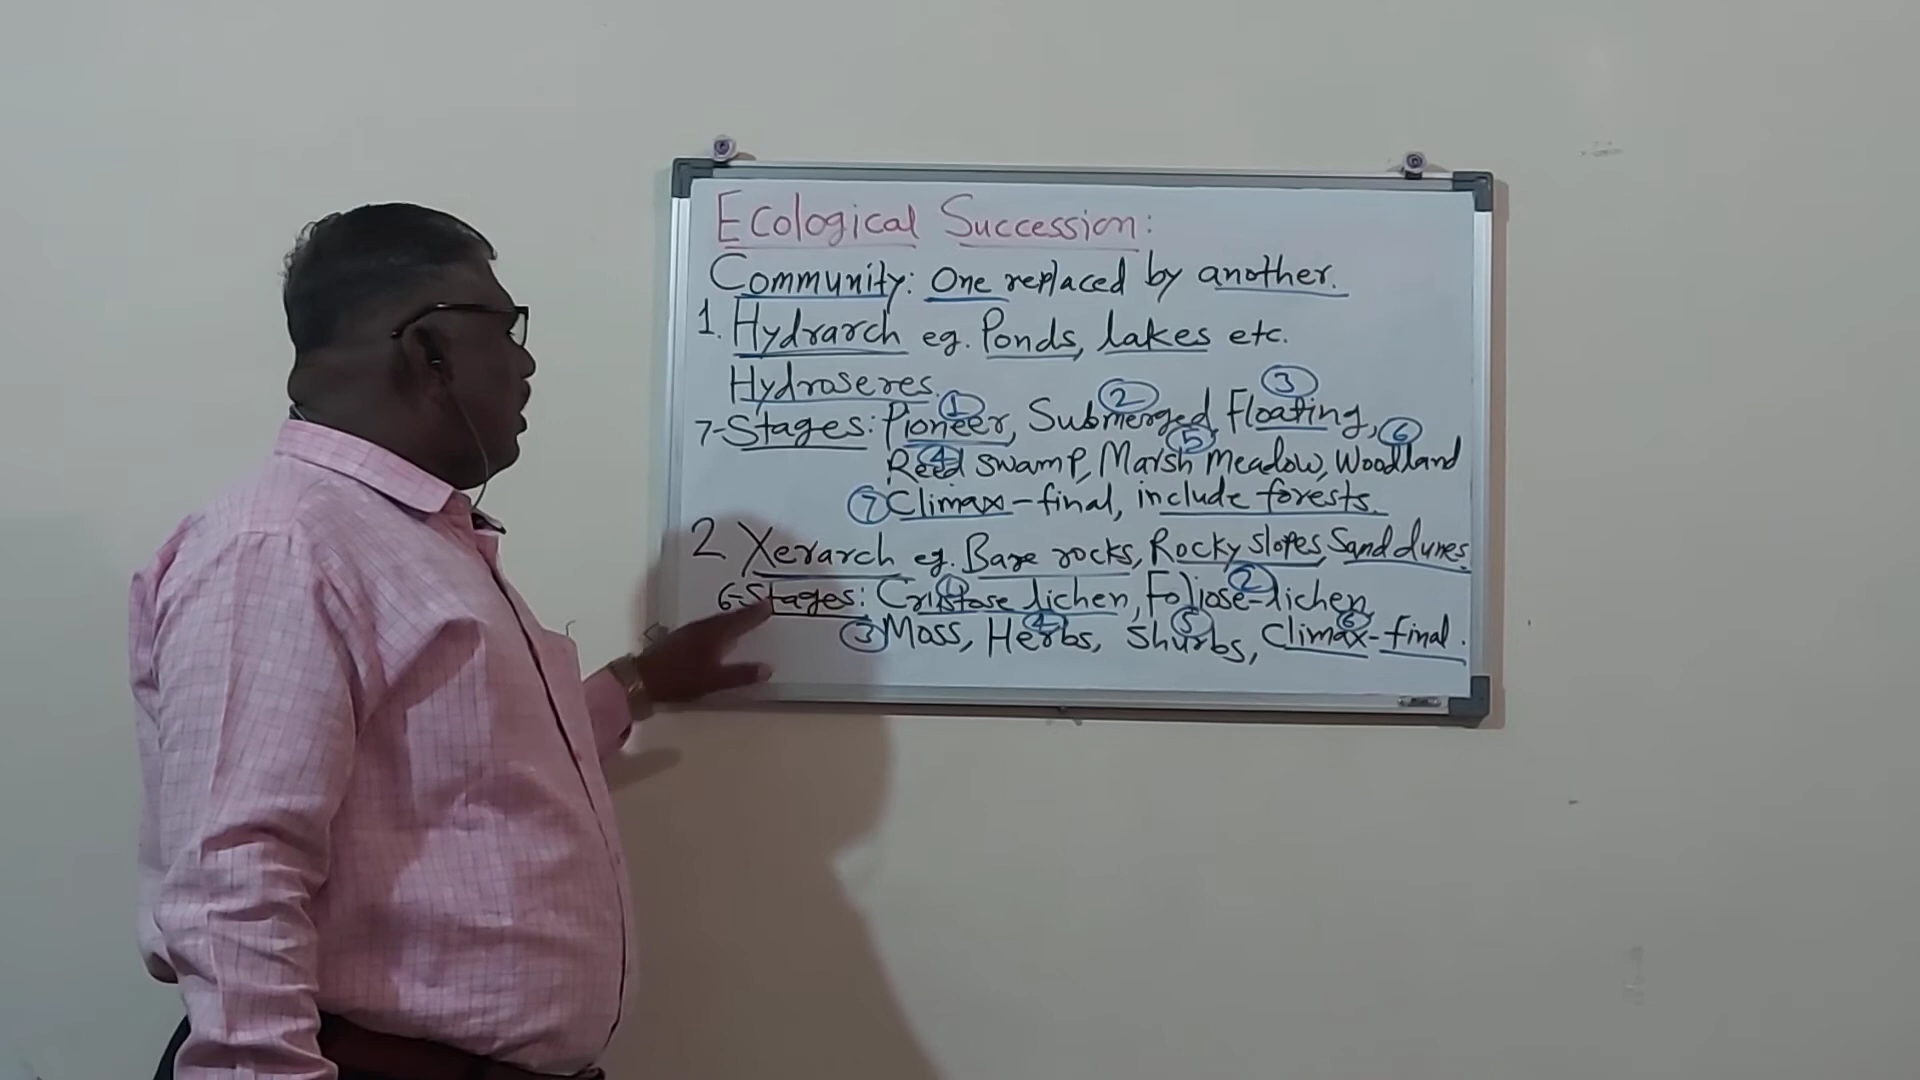 Ecological Succession:
Community: One replaced by another.
1. Hydrarch eg. Ponds, lakes etc.
Hydroseres.
7-Stages: ① Pioneer, ② Submerged, ③ Floating,
④ Reed swamp, ⑤ Marsh Meadow, ⑥ Woodland
⑦ Climax-final, include forests.
2 Xerarch eg. Bare rocks, Rocky slopes, Sand dunes.
6-Stages: ① Crustose lichen, ② Foliose-lichen,
③ Moss, ④ Herbs, ⑤ Shurbs, ⑥ Climax-final.